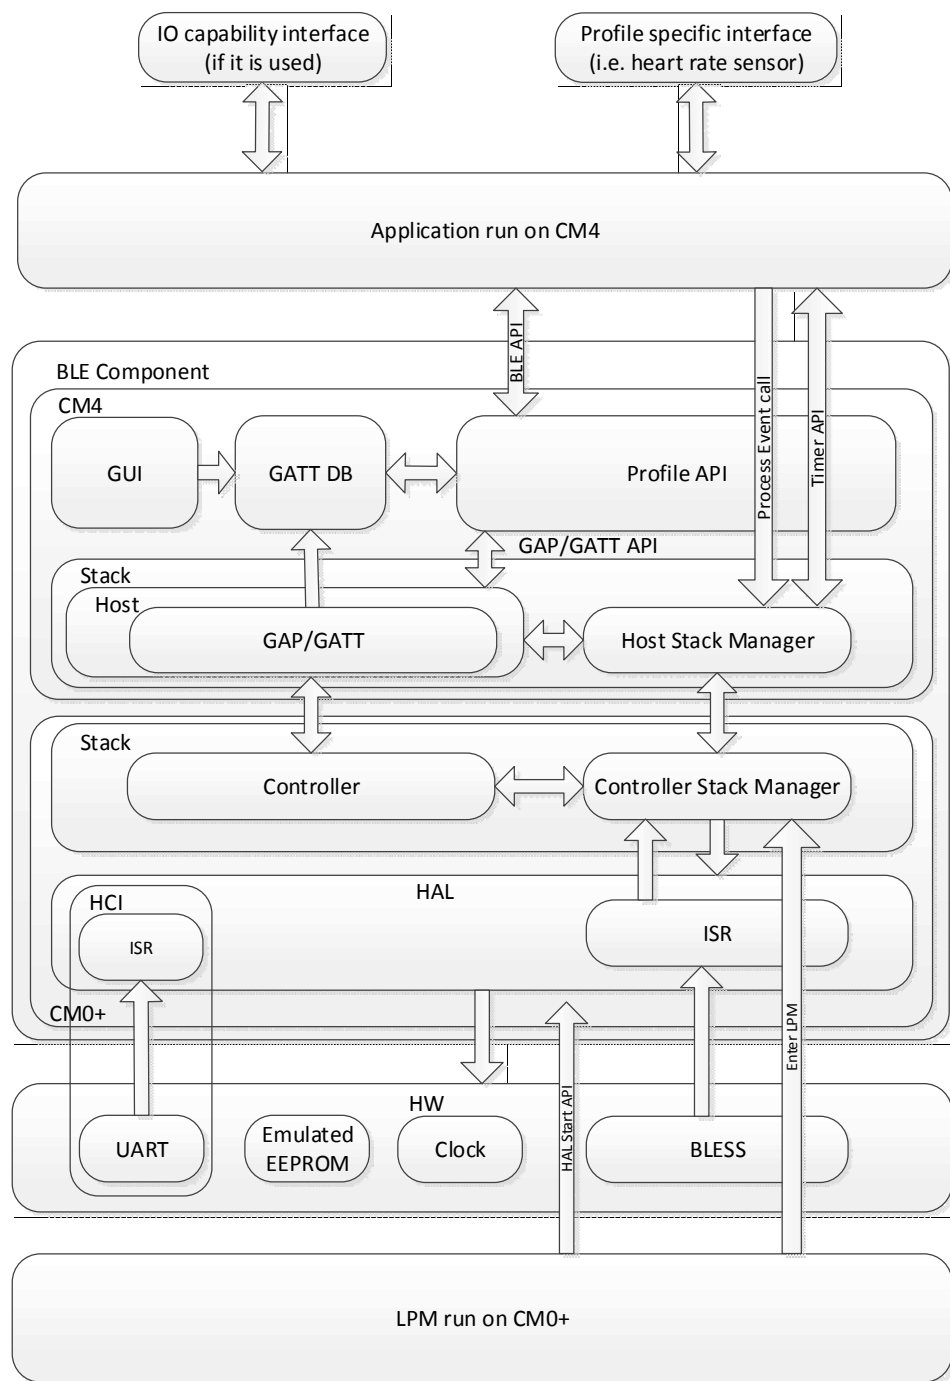 IO capability interface
(if it is used)
Profile specific interface
(i.e. heart rate sensor)
Application run on CM4
BLE API
Process Event call
Timer API
BLE Component
CM4
GUI
GATT DB
Profile API
GAP/GATT API
Stack
Host
GAP/GATT
Host Stack Manager
Stack
Controller
Controller Stack Manager
HAL
HCI
ISR
ISR
CM0+
Enter LPM
HAL Start API
HW
UART
Emulated
EEPROM
Clock
BLESS
LPM run on CM0+